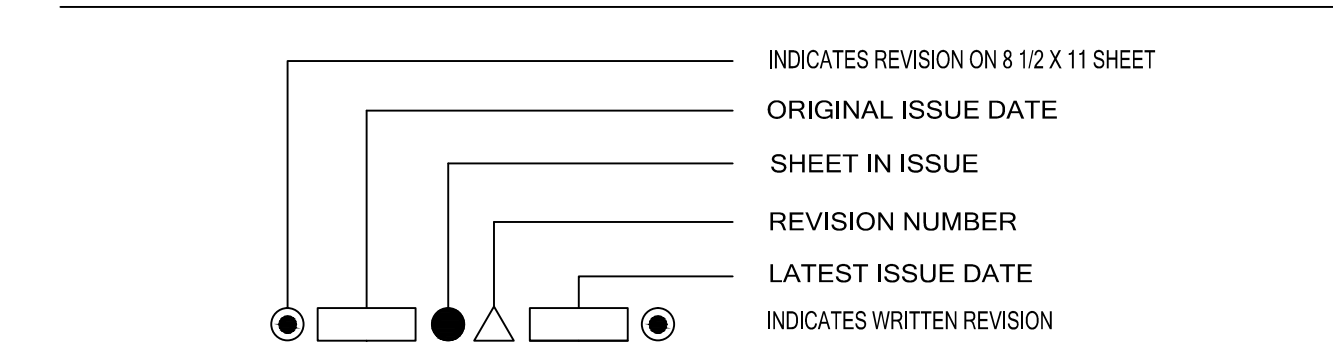 INDICATES REVISION ON 8 1/2 X 11 SHEET
ORIGINAL ISSUE DATE
SHEET IN ISSUE
REVISION NUMBER
LATEST ISSUE DATE
INDICATES WRITTEN REVISION